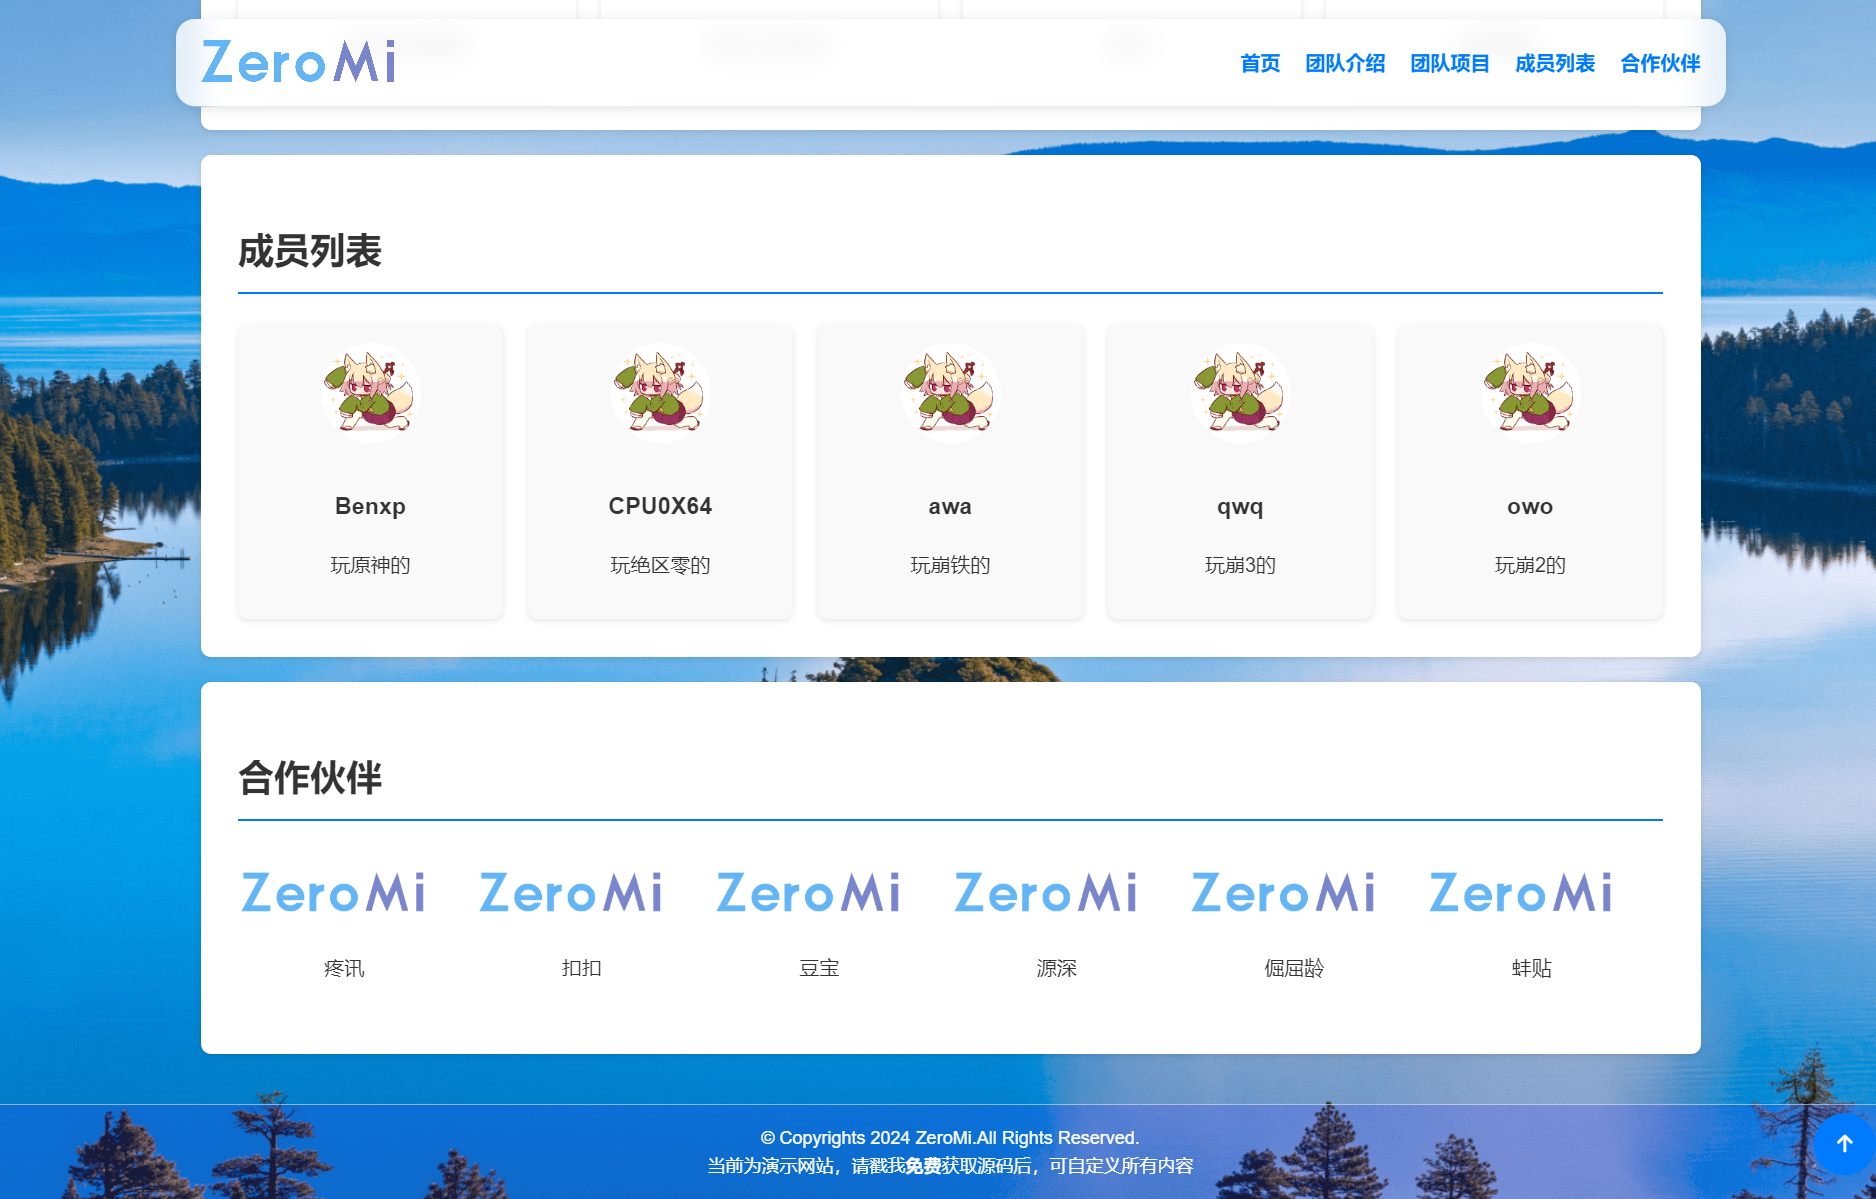 ZeroMi
首页 团队介绍 团队项目 成员列表 合作伙伴
成员列表
Benxp
玩原神的
CPU0X64
玩绝区零的
awa
玩崩铁的
qwq
玩崩3的
owo
玩崩2的
合作伙伴
ZeroMi
疼讯
ZeroMi
扣扣
ZeroMi
豆宝
ZeroMi
源深
ZeroMi
倔屈龄
ZeroMi
蚌贴
© Copyrights 2024 ZeroMi.All Rights Reserved.
当前为演示网站，请戳我免费获取源码后，可自定义所有内容